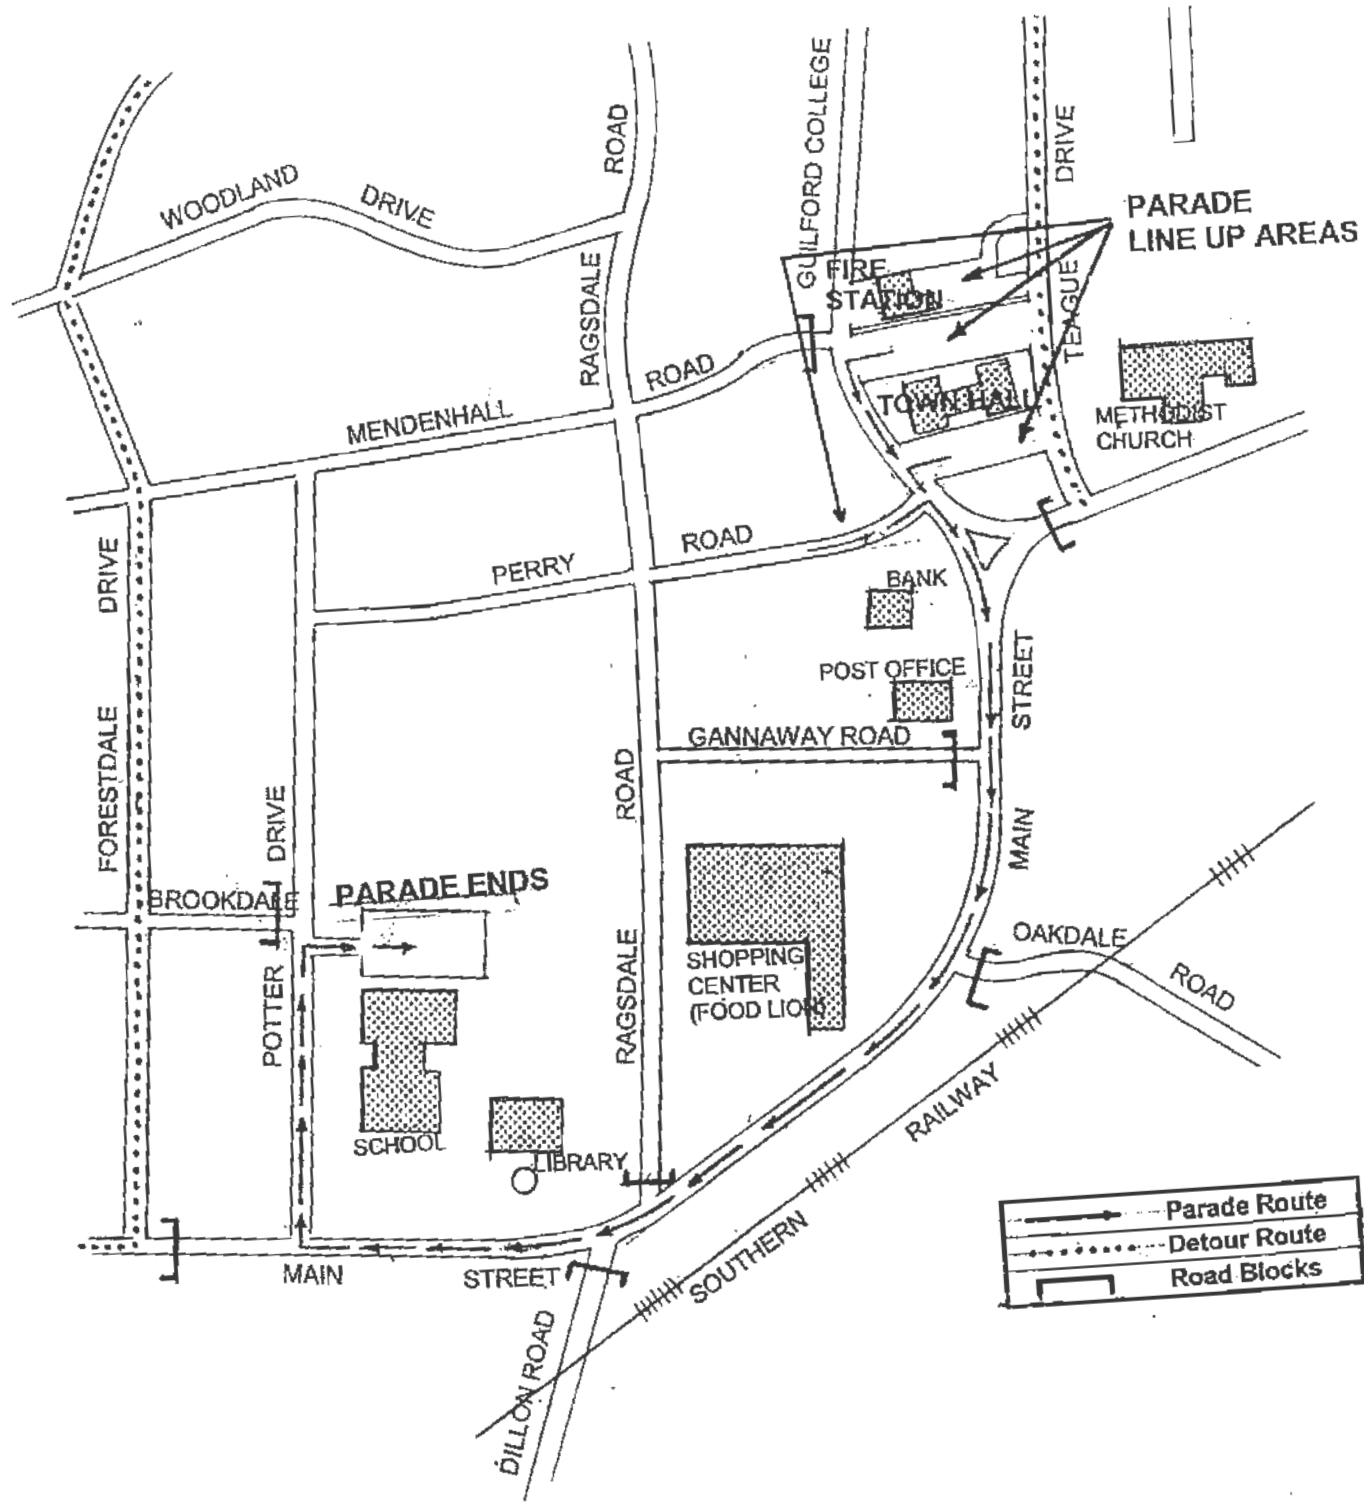 WOODLAND DRIVE
ROAD
GUILFORD COLLEGE
DRIVE
PARADE
LINE UP AREAS
FIRE
STATION
TEAGUE
RAGSDALE
MENDENHALL ROAD
TOWN HALL
METHODIST
CHURCH
PERRY ROAD
DRIVE
BANK
POST OFFICE
STREET
GANNAWAY ROAD
FORESTDALE
DRIVE
ROAD
MAIN
BROOKDALE
PARADE ENDS
SHOPPING
CENTER
(FOOD LION)
OAKDALE ROAD
POTTER
RAGSDALE
SCHOOL
LIBRARY
SOUTHERN RAILWAY
MAIN STREET
DILLON ROAD
Parade Route
Detour Route
Road Blocks